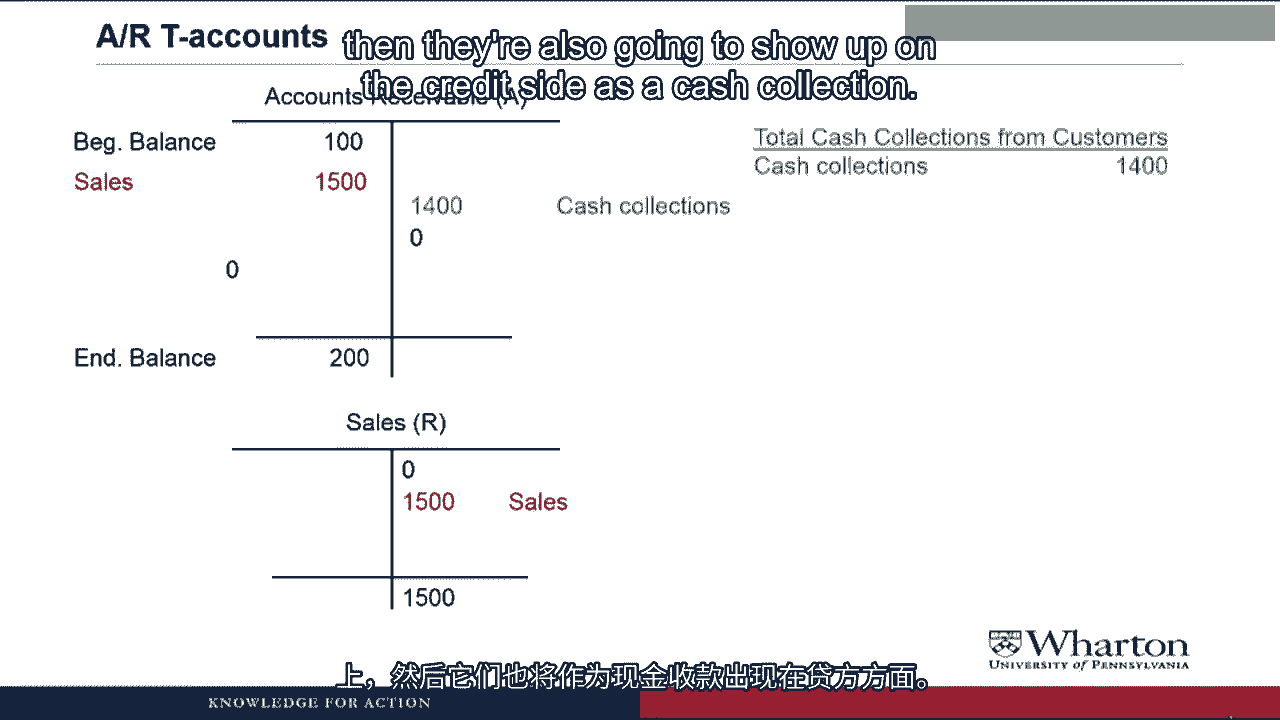 A/R T-accounts
then they're also going to show up on
the credit side as a cash collection.
Accounts Receivable (A)
Beg. Balance 100
Total Cash Collections from Customers
Cash collections 1400
Sales 1500
1400 Cash collections
0
0
End. Balance 200
Sales (R)
0
1500 Sales
1500
Wharton
UNIVERSITY of PENNSYLVANIA
上，然后它们也将作为现金收款出现在贷方方面。
KNOWLEDGE FOR ACTION